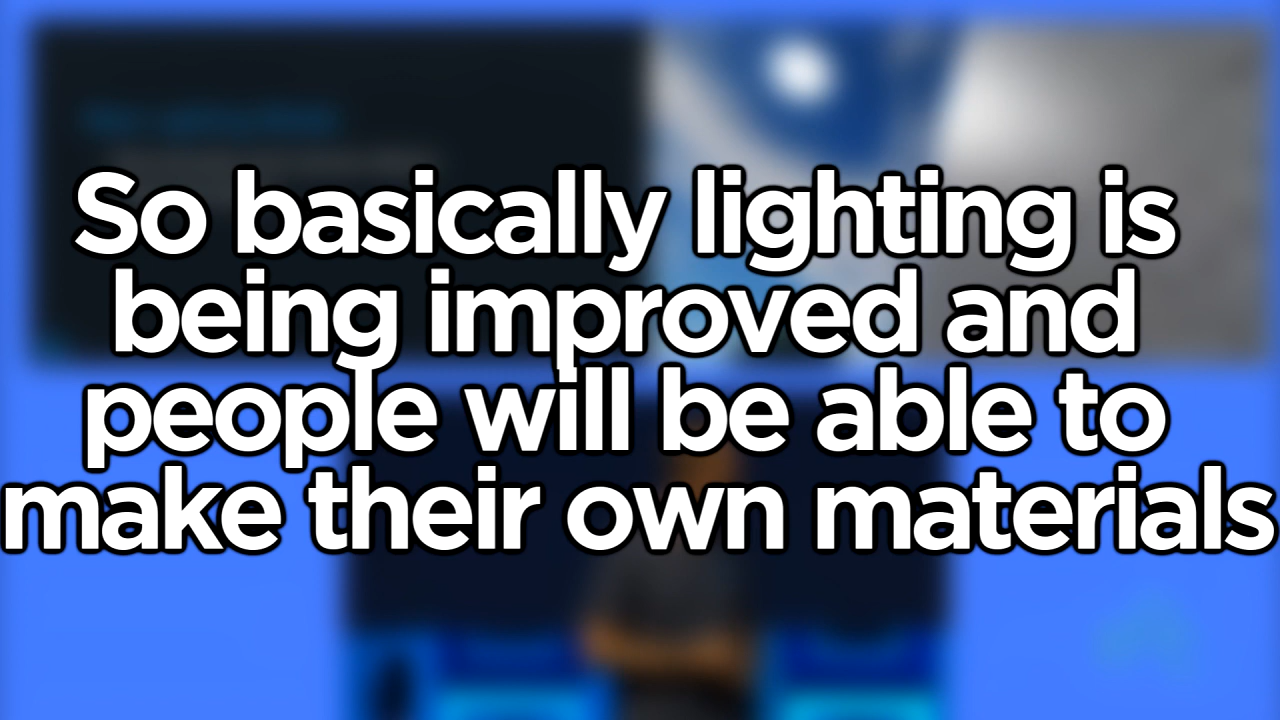 So basically lighting is
being improved and
people will be able to
make their own materials